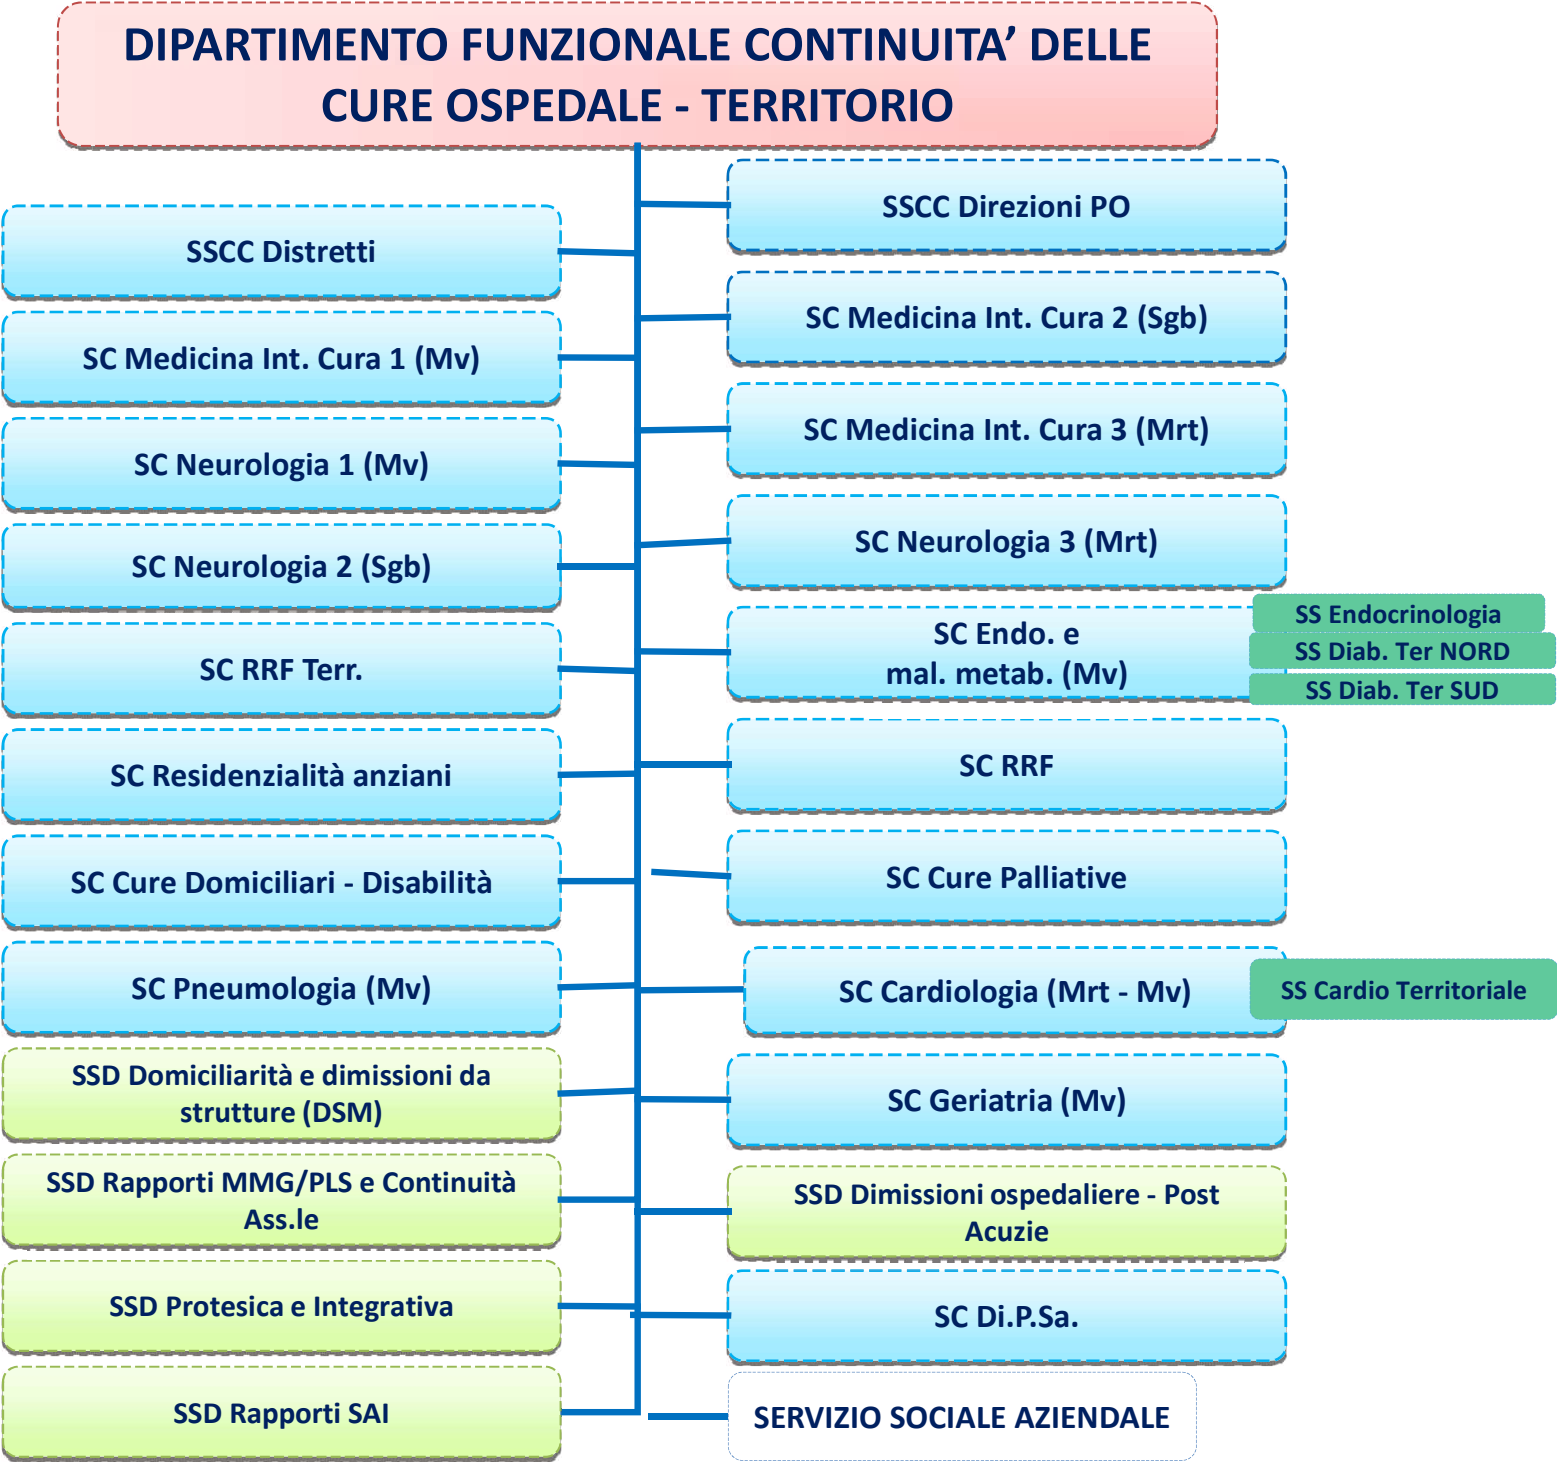 DIPARTIMENTO FUNZIONALE CONTINUITA’ DELLE
CURE OSPEDALE - TERRITORIO
SSCC Distretti
SC Medicina Int. Cura 1 (Mv)
SC Neurologia 1 (Mv)
SC Neurologia 2 (Sgb)
SC RRF Terr.
SC Residenzialità anziani
SC Cure Domiciliari - Disabilità
SC Pneumologia (Mv)
SSD Domiciliarità e dimissioni da
strutture (DSM)
SSD Rapporti MMG/PLS e Continuità
Ass.le
SSD Protesica e Integrativa
SSD Rapporti SAI
SSCC Direzioni PO
SC Medicina Int. Cura 2 (Sgb)
SC Medicina Int. Cura 3 (Mrt)
SC Neurologia 3 (Mrt)
SC Endo. e
mal. metab. (Mv)
SS Endocrinologia
SS Diab. Ter NORD
SS Diab. Ter SUD
SC RRF
SC Cure Palliative
SC Cardiologia (Mrt - Mv)
SS Cardio Territoriale
SC Geriatria (Mv)
SSD Dimissioni ospedaliere - Post
Acuzie
SC Di.P.Sa.
SERVIZIO SOCIALE AZIENDALE